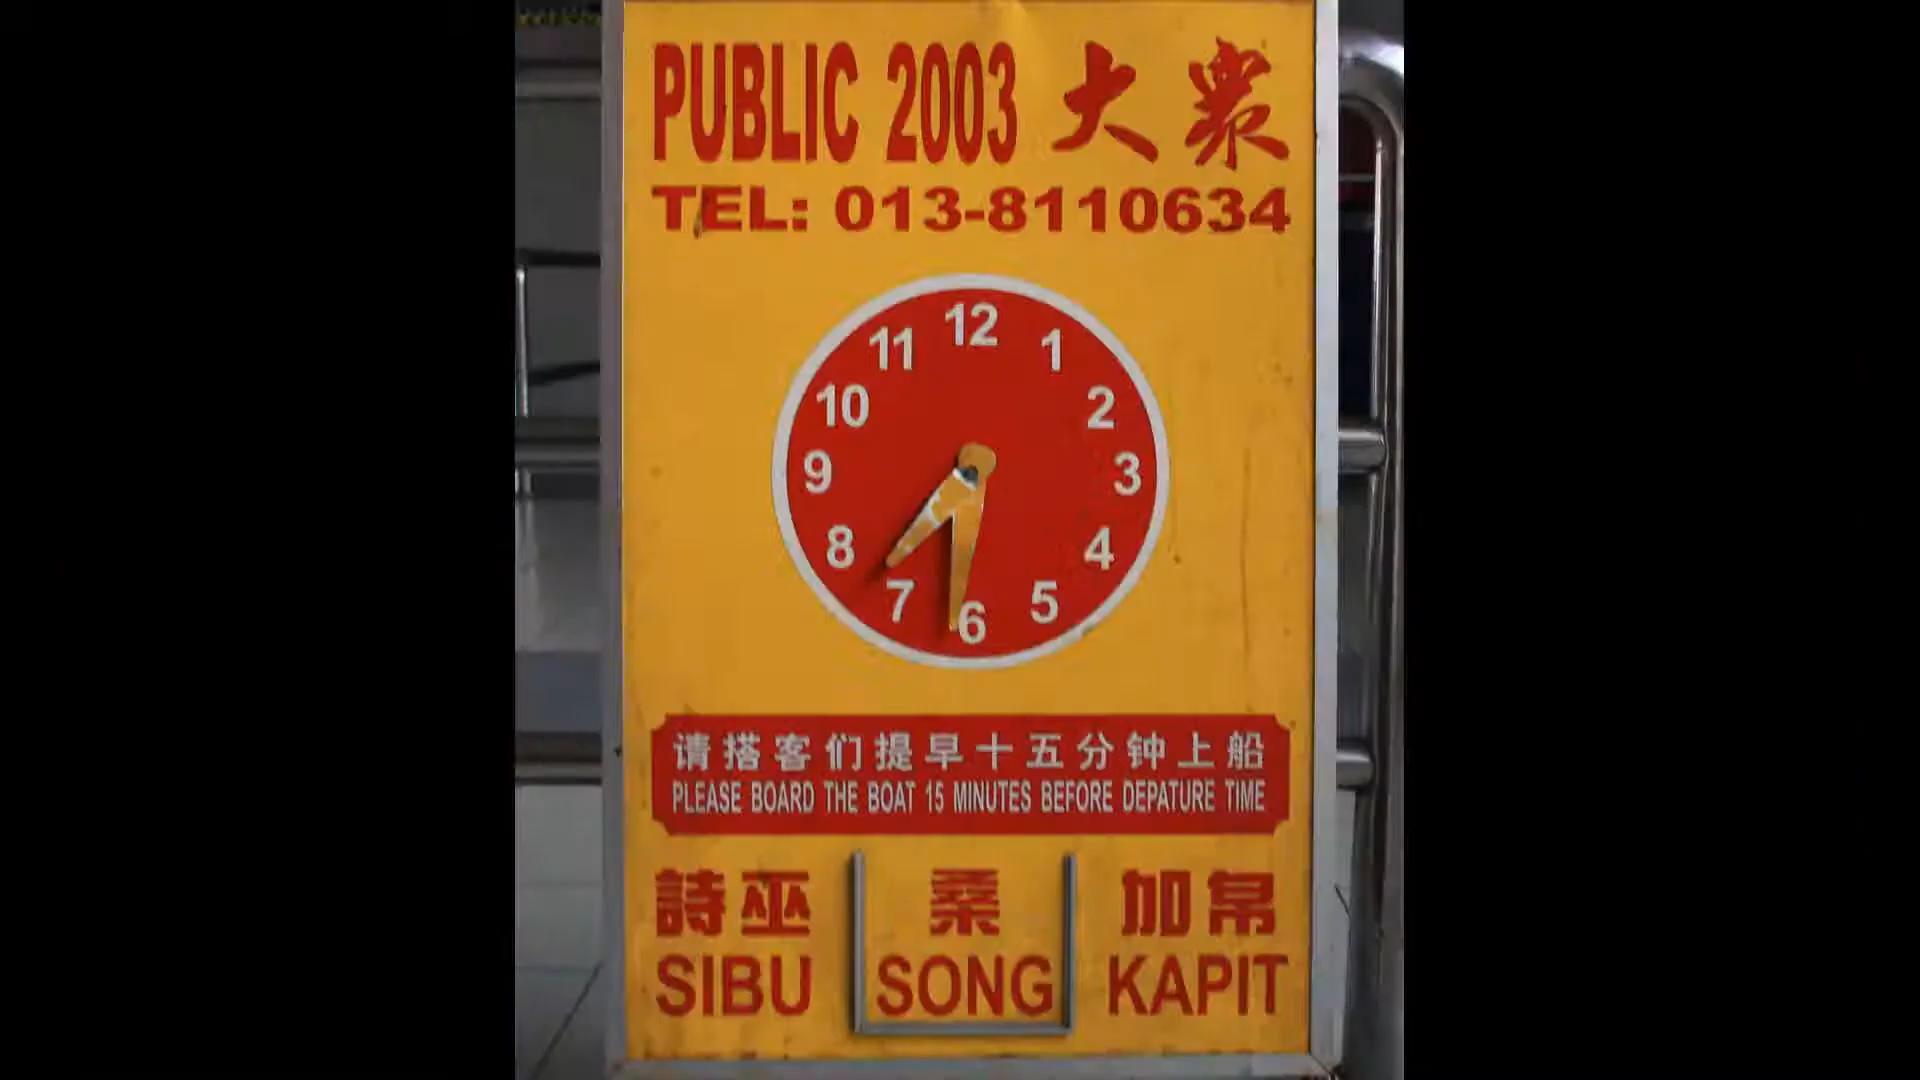 PUBLIC 2003 大衆
TEL: 013-8110634
12
11 1
10 2
9 3
8 4
7 5
6
请搭客们提早十五分钟上船
PLEASE BOARD THE BOAT 15 MINUTES BEFORE DEPATURE TIME
詩巫 桑 加帛
SIBU SONG KAPIT